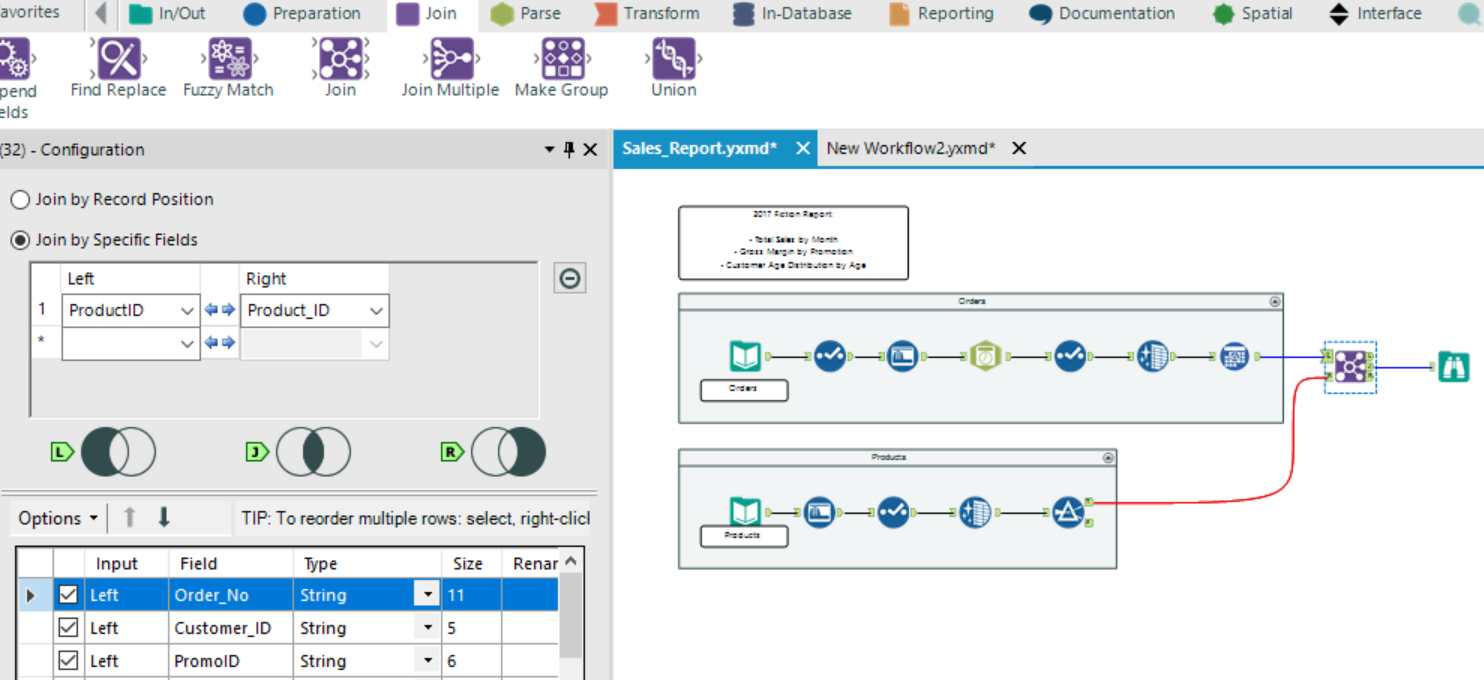 avorites In/Out Preparation Join Parse Transform In-Database Reporting Documentation Spatial Interface
pend
elds
Find Replace Fuzzy Match Join Join Multiple Make Group Union
(32) - Configuration
Sales_Report.yxmd* New Workflow2.yxmd*
Join by Record Position
Join by Specific Fields
Left Right
1 ProductID Product_ID
*
L J R
Options TIP: To reorder multiple rows: select, right-clicl
Input Field Type Size Renar
Left Order_No String 11
Left Customer_ID String 5
Left PromoID String 6
2017 Fiction Report
- Total Sales by Month
- Gross Margin by Promotion
- Customer Age Distribution by Age
Orders
Orders
Products
Products